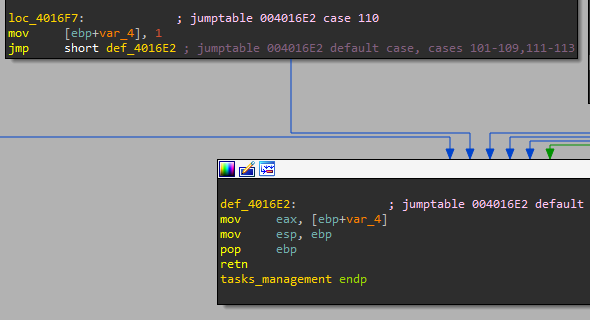 loc_4016F7: ; jumptable 004016E2 case 110
mov [ebp+var_4], 1
jmp short def_4016E2 ; jumptable 004016E2 default case, cases 101-109,111-113
def_4016E2: ; jumptable 004016E2 default
mov eax, [ebp+var_4]
mov esp, ebp
pop ebp
retn
tasks_management endp